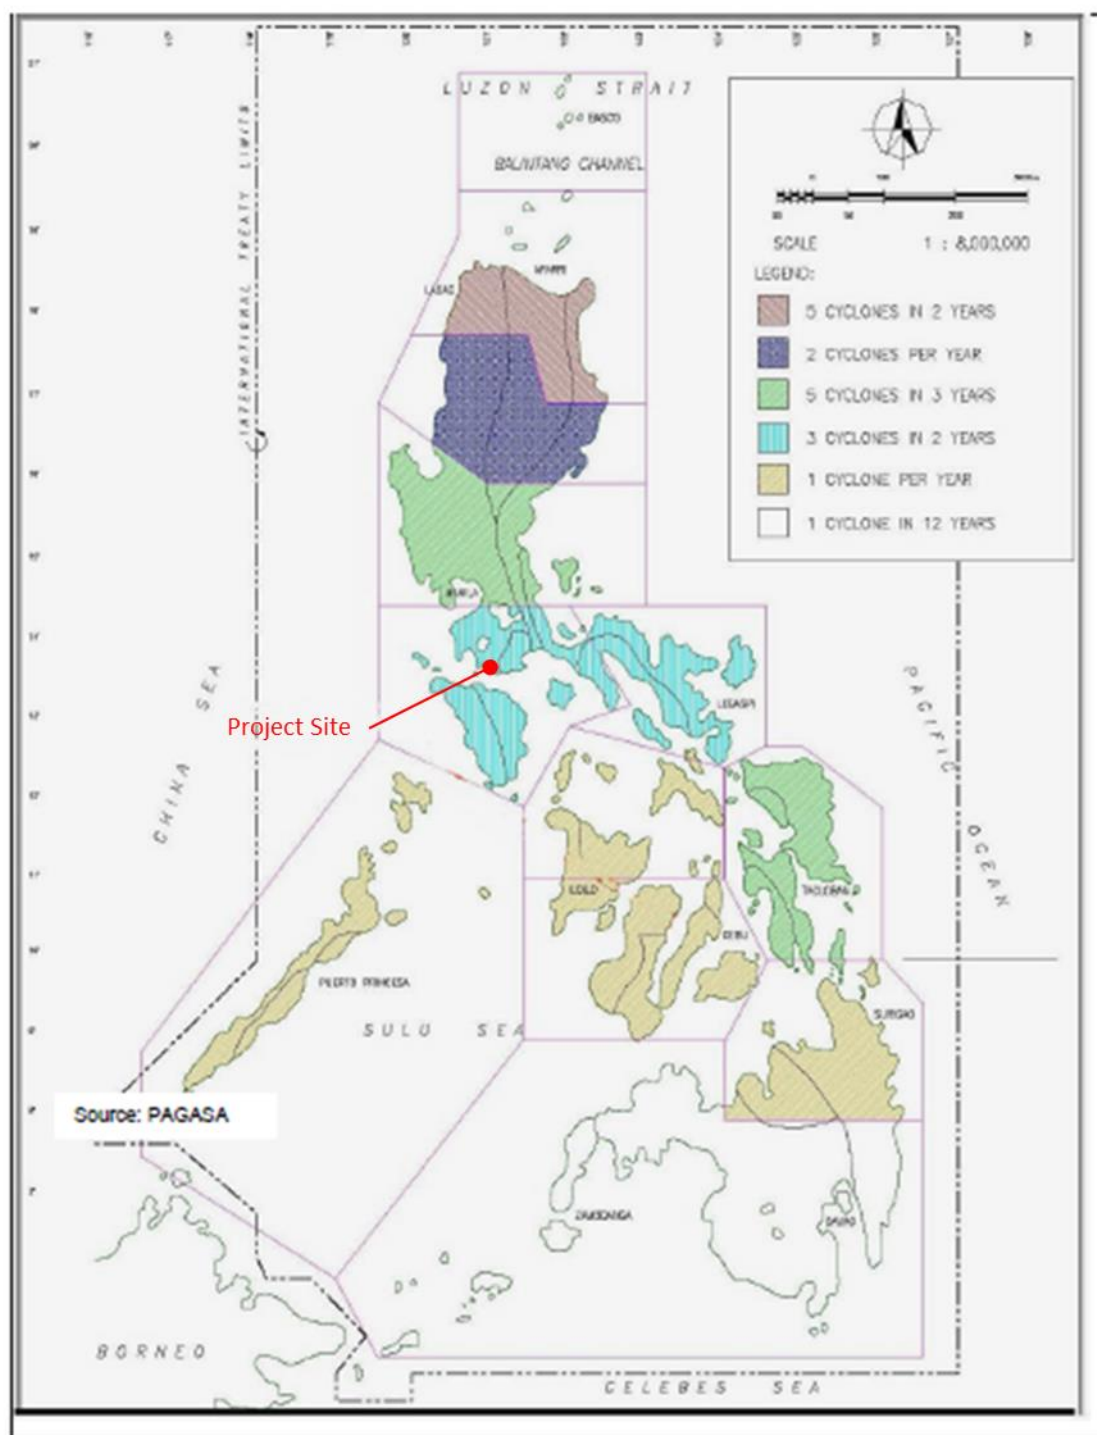 LUZON STRAIT
BASCO
BALINTANG CHANNEL
INTERNATIONAL TREATY LIMITS
SCALE 1 : 8,000,000
LEGEND:
5 CYCLONES IN 2 YEARS
2 CYCLONES PER YEAR
5 CYCLONES IN 3 YEARS
3 CYCLONES IN 2 YEARS
1 CYCLONE PER YEAR
1 CYCLONE IN 12 YEARS
LAOAG
MANILA
CHINA SEA
Project Site
LEGASPI
PACIFIC OCEAN
ILOILO
TACLOBAN
CEBU
PUERTO PRINCESA
SURIGAO
SULU SEA
Source: PAGASA
ZAMBOANGA
DAVAO
BORNEO
CELEBES SEA